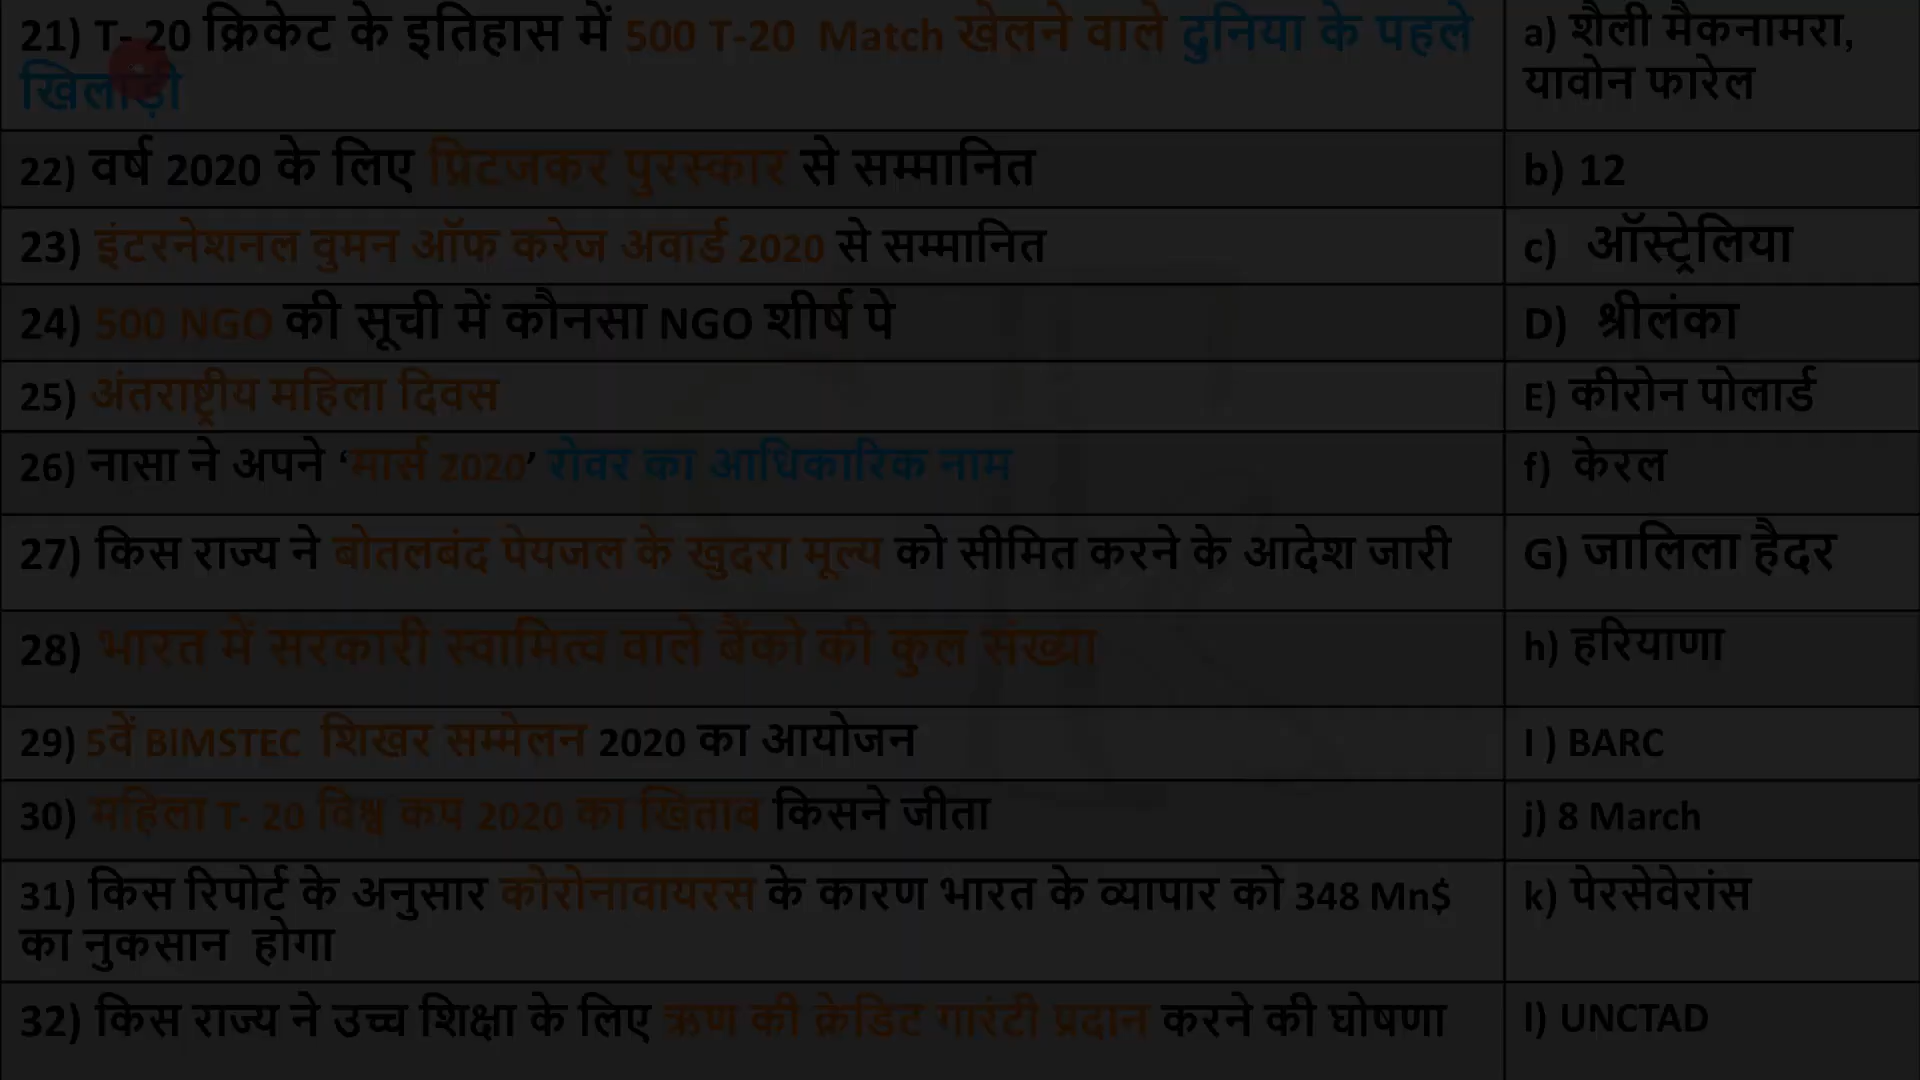 21) T- 20 क्रिकेट के इतिहास में 500 T-20 Match खेलने वाले दुनिया के पहले
खिलाड़ी
a) शैली मैकनामरा,
यावोन फारेल
22) वर्ष 2020 के लिए प्रिटजकर पुरस्कार से सम्मानित
b) 12
23) इंटरनेशनल वुमन ऑफ करेज अवार्ड 2020 से सम्मानित
c) ऑस्ट्रेलिया
24) 500 NGO की सूची में कौनसा NGO शीर्ष पे
D) श्रीलंका
25) अंतराष्ट्रीय महिला दिवस
E) कीरोन पोलार्ड
26) नासा ने अपने ‘मार्स 2020’ रोवर का आधिकारिक नाम
f) केरल
27) किस राज्य ने बोतलबंद पेयजल के खुदरा मूल्य को सीमित करने के आदेश जारी
G) जालिला हैदर
28) भारत में सरकारी स्वामित्व वाले बैंको की कुल संख्या
h) हरियाणा
29) 5वें BIMSTEC शिखर सम्मेलन 2020 का आयोजन
I ) BARC
30) महिला T- 20 विश्व कप 2020 का खिताब किसने जीता
j) 8 March
31) किस रिपोर्ट के अनुसार कोरोनावायरस के कारण भारत के व्यापार को 348 Mn$
का नुकसान होगा
k) पेरसेवेरांस
32) किस राज्य ने उच्च शिक्षा के लिए ऋण की क्रेडिट गारंटी प्रदान करने की घोषणा
l) UNCTAD